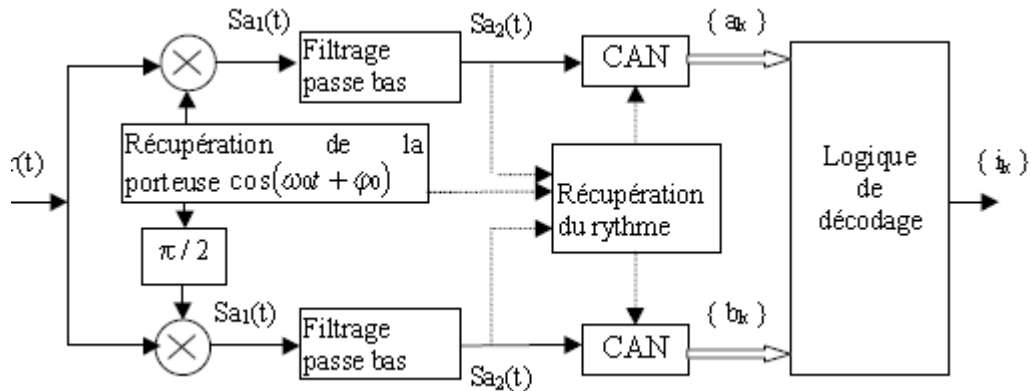 Sa₁(t)
Filtrage
passe bas
Sa₂(t)
CAN
{ aₖ }
r(t)
Récupération de la
porteuse cos(ω₀t + φ₀)
π / 2
Récupération
du rythme
Logique
de
décodage
{ iₖ }
Sa₁(t)
Filtrage
passe bas
Sa₂(t)
CAN
{ bₖ }